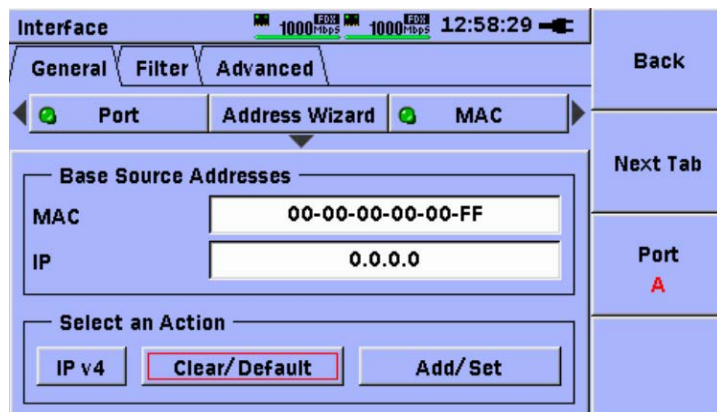 Interface 1000 FDX Mbps 1000 FDX Mbps 12:58:29
General Filter Advanced
Port Address Wizard MAC
Base Source Addresses
MAC 00-00-00-00-00-FF
IP 0.0.0.0
Select an Action
IP v4 Clear/Default Add/Set
Back
Next Tab
Port
A